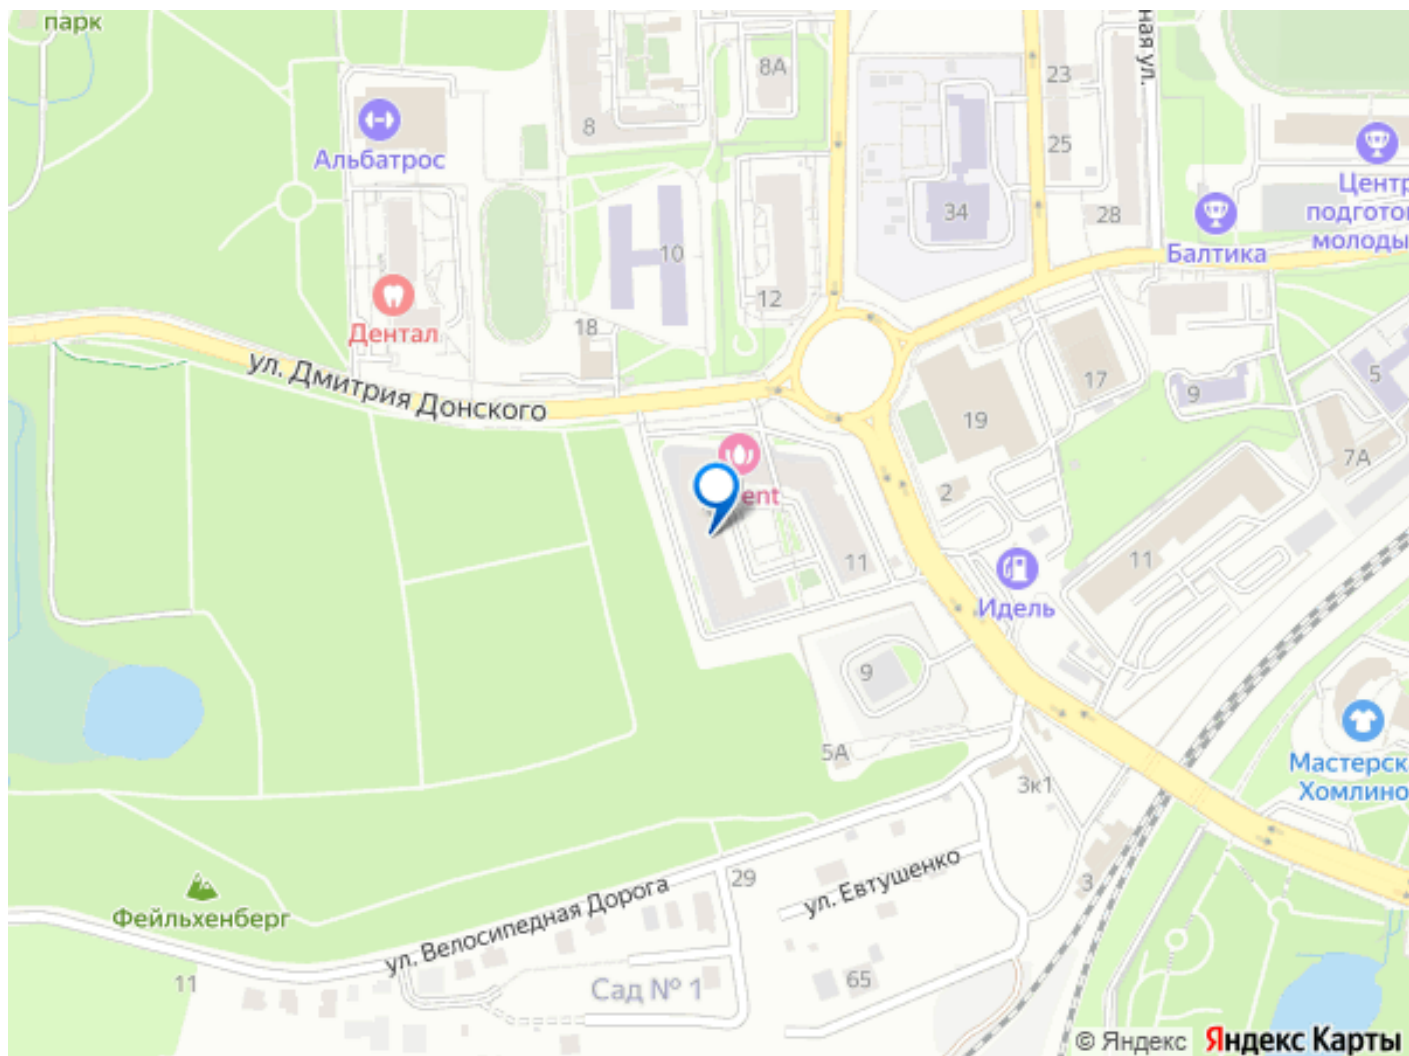 парк
8А
23
ная ул.
8
25
Альбатрос
Центр
подгото
молоды
34
28
Балтика
10
12
Дентал
18
ул. Дмитрия Донского
17
9
5
19
7А
ent
2
11
11
Идель
9
5А
3к1
Мастерск
Хомлино
29
ул. Евтушенко
3
Фейльхенберг
ул. Велосипедная Дорога
11
Сад № 1
65
© Яндекс Яндекс Карты